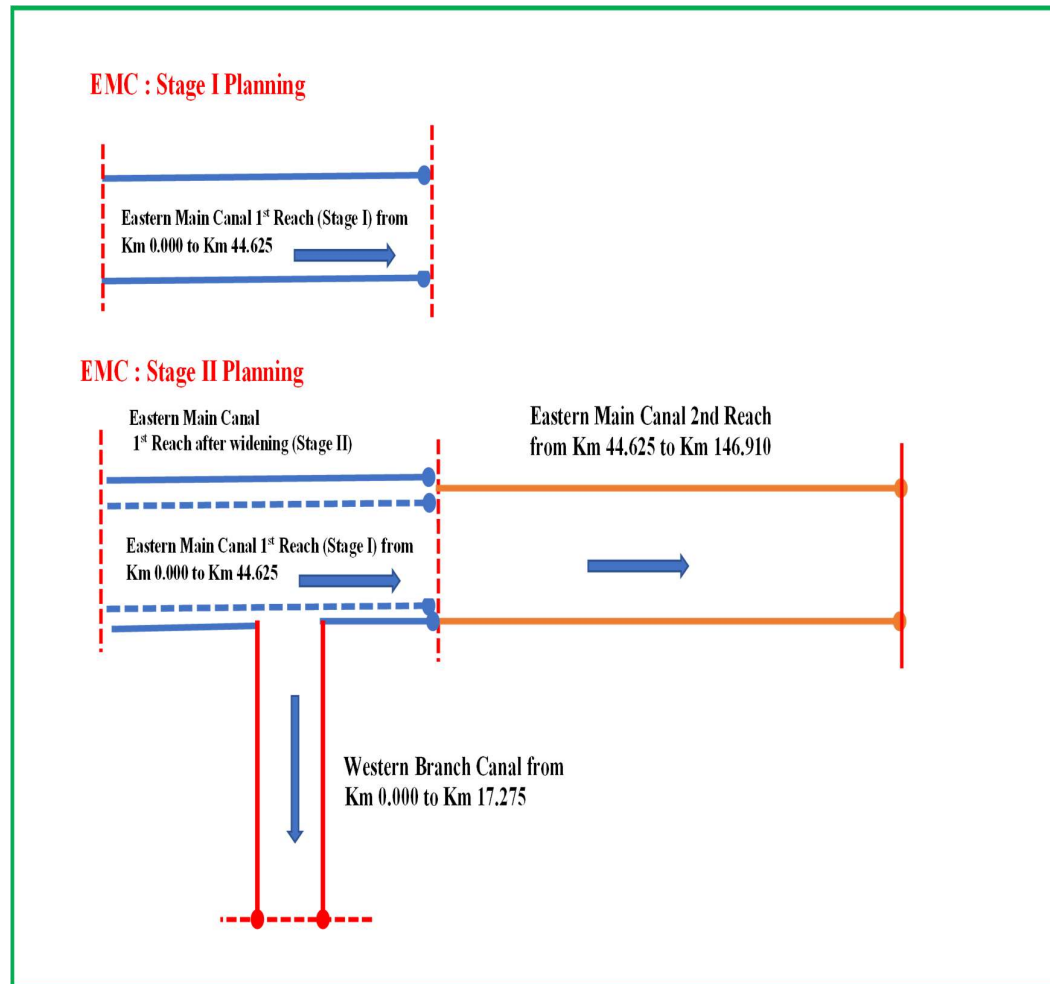 EMC : Stage I Planning
Eastern Main Canal 1st Reach (Stage I) from
Km 0.000 to Km 44.625
EMC : Stage II Planning
Eastern Main Canal
1st Reach after widening (Stage II)
Eastern Main Canal 2nd Reach
from Km 44.625 to Km 146.910
Eastern Main Canal 1st Reach (Stage I) from
Km 0.000 to Km 44.625
Western Branch Canal from
Km 0.000 to Km 17.275